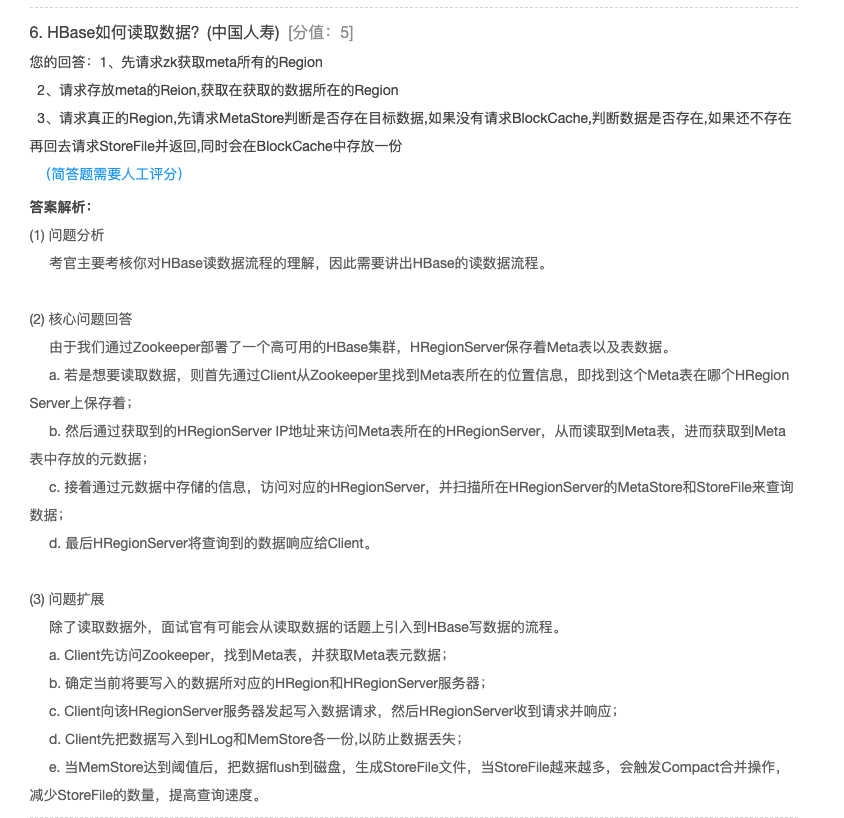 6. HBase如何读取数据？(中国人寿) [分值：5]
您的回答：1、先请求zk获取meta所有的Region
2、请求存放meta的Reion,获取在获取的数据所在的Region
3、请求真正的Region,先请求MetaStore判断是否存在目标数据,如果没有请求BlockCache,判断数据是否存在,如果还不存在
再回去请求StoreFile并返回,同时会在BlockCache中存放一份
(简答题需要人工评分)
答案解析：
(1) 问题分析
考官主要考核你对HBase读数据流程的理解，因此需要讲出HBase的读数据流程。
(2) 核心问题回答
由于我们通过Zookeeper部署了一个高可用的HBase集群，HRegionServer保存着Meta表以及表数据。
a. 若是想要读取数据，则首先通过Client从Zookeeper里找到Meta表所在的位置信息，即找到这个Meta表在哪个HRegion
Server上保存着；
b. 然后通过获取到的HRegionServer IP地址来访问Meta表所在的HRegionServer，从而读取到Meta表，进而获取到Meta
表中存放的元数据；
c. 接着通过元数据中存储的信息，访问对应的HRegionServer，并扫描所在HRegionServer的MetaStore和StoreFile来查询
数据；
d. 最后HRegionServer将查询到的数据响应给Client。
(3) 问题扩展
除了读取数据外，面试官有可能会从读取数据的话题上引入到HBase写数据的流程。
a. Client先访问Zookeeper，找到Meta表，并获取Meta表元数据；
b. 确定当前将要写入的数据所对应的HRegion和HRegionServer服务器；
c. Client向该HRegionServer服务器发起写入数据请求，然后HRegionServer收到请求并响应；
d. Client先把数据写入到HLog和MemStore各一份,以防止数据丢失；
e. 当MemStore达到阈值后，把数据flush到磁盘，生成StoreFile文件，当StoreFile越来越多，会触发Compact合并操作，
减少StoreFile的数量，提高查询速度。